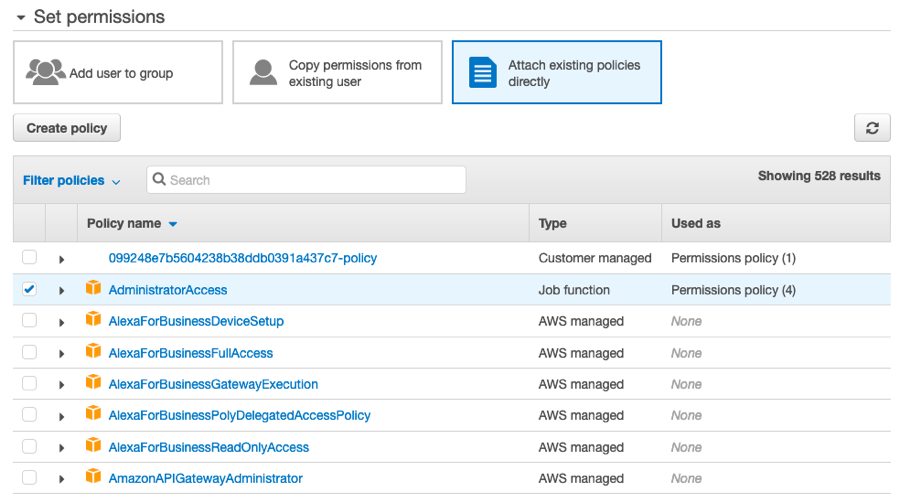 Set permissions
Add user to group
Copy permissions from
existing user
Attach existing policies
directly
Create policy
Filter policies
Search
Showing 528 results
Policy name Type Used as
099248e7b5604238b38ddb0391a437c7-policy Customer managed Permissions policy (1)
AdministratorAccess Job function Permissions policy (4)
AlexaForBusinessDeviceSetup AWS managed None
AlexaForBusinessFullAccess AWS managed None
AlexaForBusinessGatewayExecution AWS managed None
AlexaForBusinessPolyDelegatedAccessPolicy AWS managed None
AlexaForBusinessReadOnlyAccess AWS managed None
AmazonAPIGatewayAdministrator AWS managed None